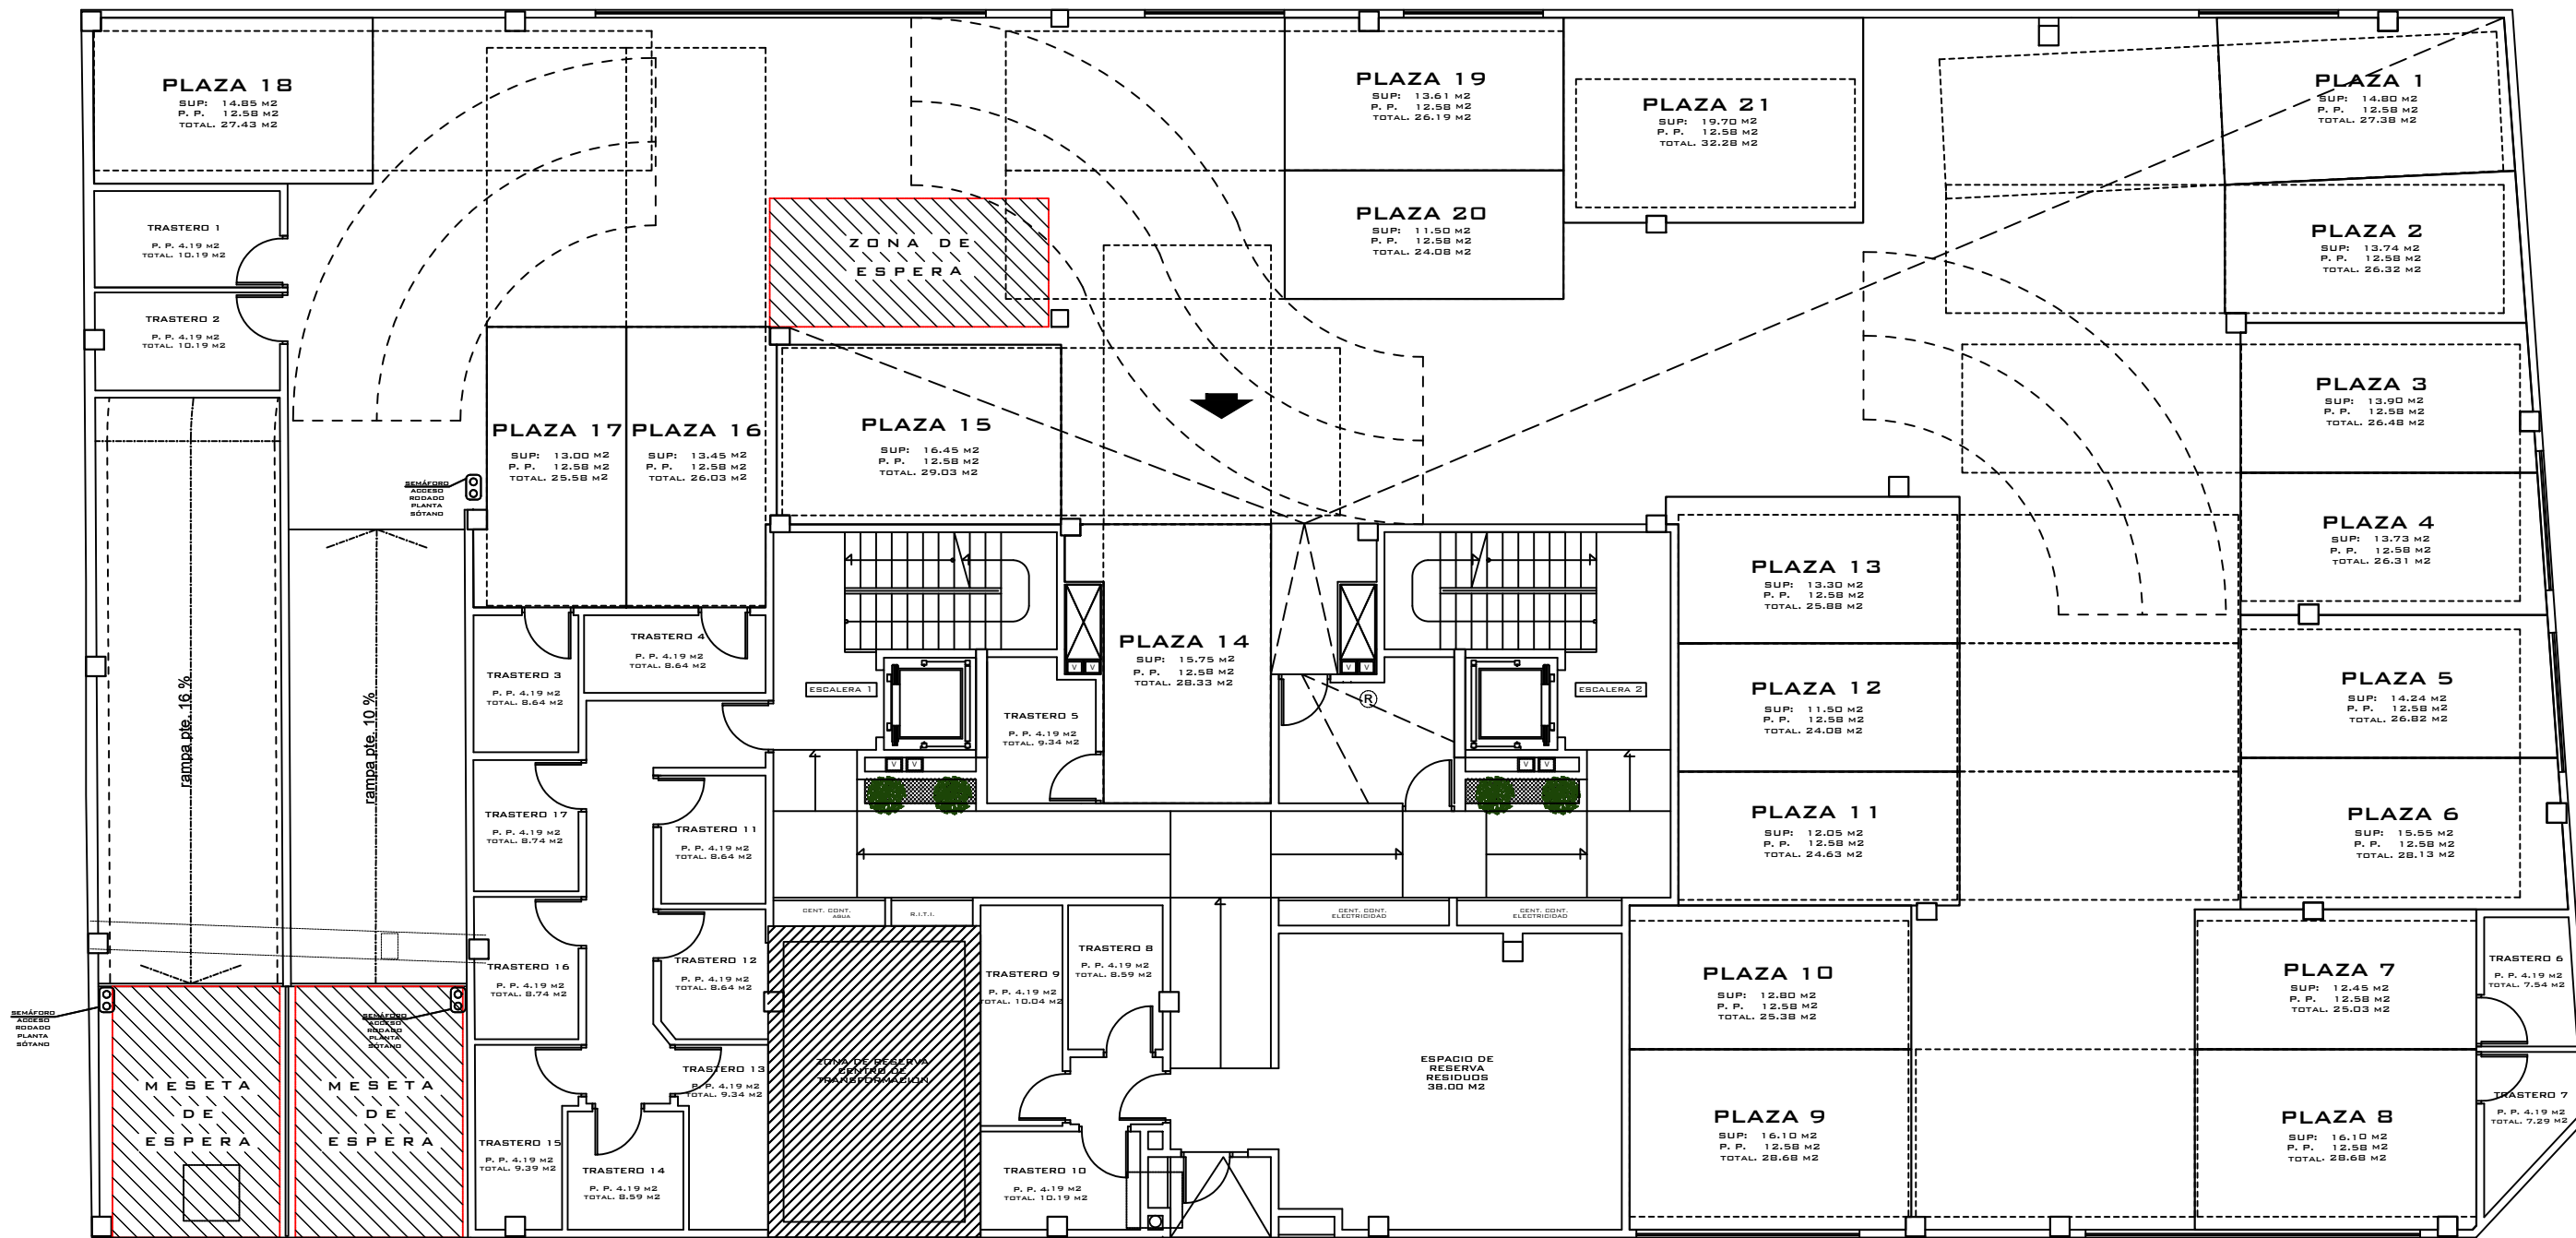 PLAZA 18
SUP: 14.85 M2
P. P. 12.58 M2
TOTAL. 27.43 M2
PLAZA 19
SUP: 13.61 M2
P. P. 12.58 M2
TOTAL. 26.19 M2
PLAZA 21
SUP: 19.70 M2
P. P. 12.58 M2
TOTAL. 32.28 M2
PLAZA 1
SUP: 14.80 M2
P. P. 12.58 M2
TOTAL. 27.38 M2
TRASTERO 1
P. P. 4.19 M2
TOTAL. 10.19 M2
ZONA DE
ESPERA
PLAZA 20
SUP: 11.50 M2
P. P. 12.58 M2
TOTAL. 24.08 M2
PLAZA 2
SUP: 13.74 M2
P. P. 12.58 M2
TOTAL. 26.32 M2
TRASTERO 2
P. P. 4.19 M2
TOTAL. 10.19 M2
PLAZA 17
SUP: 13.00 M2
P. P. 12.58 M2
TOTAL. 25.58 M2
PLAZA 16
SUP: 13.45 M2
P. P. 12.58 M2
TOTAL. 26.03 M2
PLAZA 15
SUP: 16.45 M2
P. P. 12.58 M2
TOTAL. 29.03 M2
PLAZA 3
SUP: 13.90 M2
P. P. 12.58 M2
TOTAL. 26.48 M2
SEMÁFORO
ACCESO
RODADO
PLANTA
SÓTANO
PLAZA 4
SUP: 13.73 M2
P. P. 12.58 M2
TOTAL. 26.31 M2
PLAZA 13
SUP: 13.30 M2
P. P. 12.58 M2
TOTAL. 25.88 M2
TRASTERO 4
P. P. 4.19 M2
TOTAL. 8.64 M2
PLAZA 14
SUP: 15.75 M2
P. P. 12.58 M2
TOTAL. 28.33 M2
V V
V V
TRASTERO 3
P. P. 4.19 M2
TOTAL. 8.64 M2
ESCALERA 1
ESCALERA 2
R
TRASTERO 5
P. P. 4.19 M2
TOTAL. 9.34 M2
PLAZA 12
SUP: 11.50 M2
P. P. 12.58 M2
TOTAL. 24.08 M2
PLAZA 5
SUP: 14.24 M2
P. P. 12.58 M2
TOTAL. 26.82 M2
rampa pte. 16 %
rampa pte. 10 %
V V
V V
TRASTERO 17
P. P. 4.19 M2
TOTAL. 8.74 M2
TRASTERO 11
P. P. 4.19 M2
TOTAL. 8.64 M2
PLAZA 11
SUP: 12.05 M2
P. P. 12.58 M2
TOTAL. 24.63 M2
PLAZA 6
SUP: 15.55 M2
P. P. 12.58 M2
TOTAL. 28.13 M2
CENT. CONT.
AGUA
R.I.T.I.
CENT. CONT.
ELECTRICIDAD
CENT. CONT.
ELECTRICIDAD
TRASTERO 16
P. P. 4.19 M2
TOTAL. 8.74 M2
TRASTERO 12
P. P. 4.19 M2
TOTAL. 8.64 M2
TRASTERO 9
P. P. 4.19 M2
TOTAL. 10.04 M2
TRASTERO 8
P. P. 4.19 M2
TOTAL. 8.59 M2
PLAZA 10
SUP: 12.80 M2
P. P. 12.58 M2
TOTAL. 25.38 M2
PLAZA 7
SUP: 12.45 M2
P. P. 12.58 M2
TOTAL. 25.03 M2
TRASTERO 6
P. P. 4.19 M2
TOTAL. 7.54 M2
SEMÁFORO
ACCESO
RODADO
PLANTA
SÓTANO
SEMÁFORO
ACCESO
RODADO
PLANTA
SÓTANO
MESETA
DE
ESPERA
MESETA
DE
ESPERA
TRASTERO 13
P. P. 4.19 M2
TOTAL. 9.34 M2
ZONA DE RESERVA
CENTRO DE
TRANSFORMACION
ESPACIO DE
RESERVA
RESIDUOS
38.00 M2
PLAZA 9
SUP: 16.10 M2
P. P. 12.58 M2
TOTAL. 28.68 M2
PLAZA 8
SUP: 16.10 M2
P. P. 12.58 M2
TOTAL. 28.68 M2
TRASTERO 7
P. P. 4.19 M2
TOTAL. 7.29 M2
TRASTERO 15
P. P. 4.19 M2
TOTAL. 9.39 M2
TRASTERO 14
P. P. 4.19 M2
TOTAL. 8.59 M2
TRASTERO 10
P. P. 4.19 M2
TOTAL. 10.19 M2